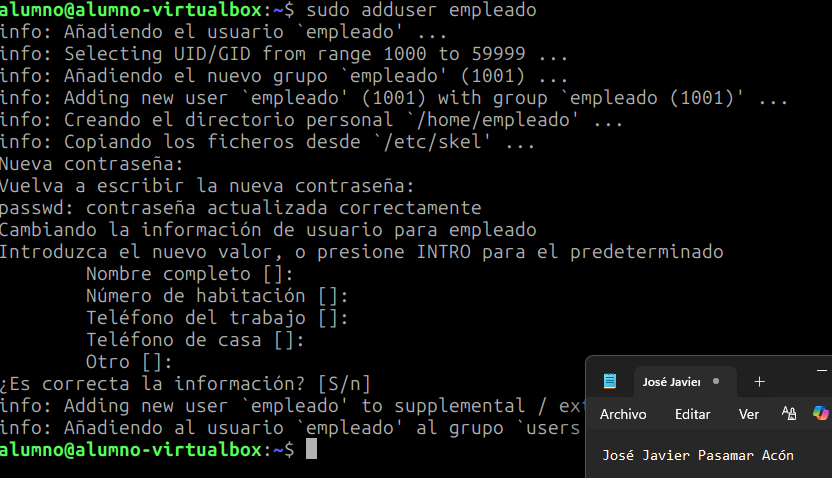 alumno@alumno-virtualbox:~$ sudo adduser empleado
info: Añadiendo el usuario `empleado' ...
info: Selecting UID/GID from range 1000 to 59999 ...
info: Añadiendo el nuevo grupo `empleado' (1001) ...
info: Adding new user `empleado' (1001) with group `empleado (1001)' ...
info: Creando el directorio personal `/home/empleado' ...
info: Copiando los ficheros desde `/etc/skel' ...
Nueva contraseña:
Vuelva a escribir la nueva contraseña:
passwd: contraseña actualizada correctamente
Cambiando la información de usuario para empleado
Introduzca el nuevo valor, o presione INTRO para el predeterminado
Nombre completo []:
Número de habitación []:
Teléfono del trabajo []:
Teléfono de casa []:
Otro []:
¿Es correcta la información? [S/n]
info: Adding new user `empleado' to supplemental / ext
info: Añadiendo al usuario `empleado' al grupo `users
alumno@alumno-virtualbox:~$
José Javier
Archivo Editar Ver
José Javier Pasamar Acón